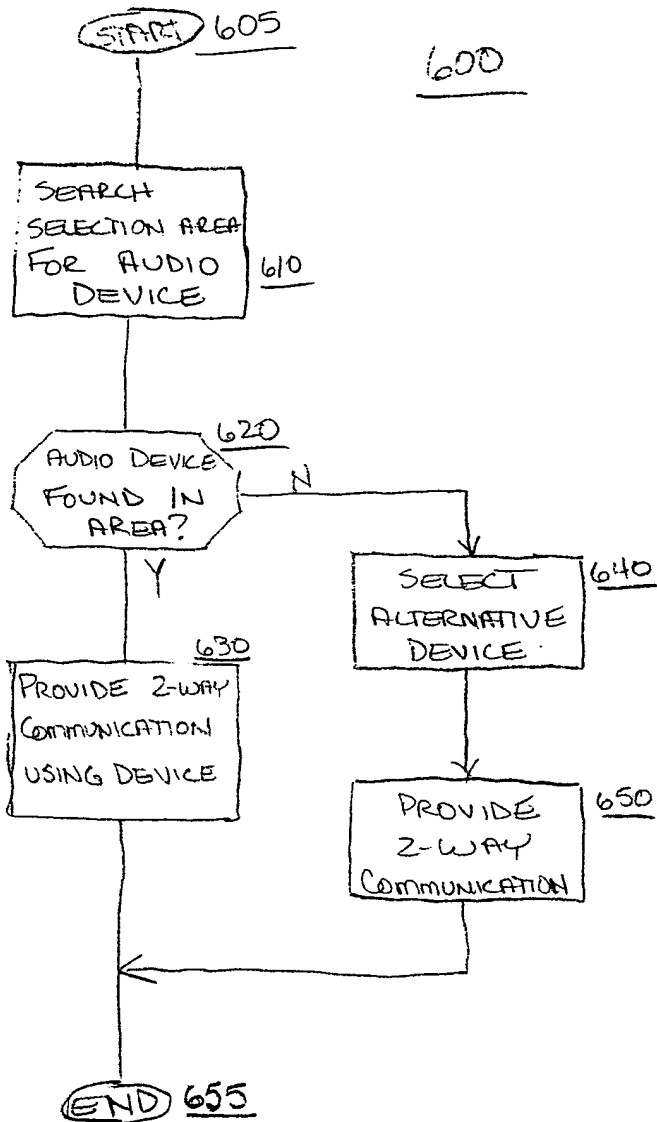 START 605
600
SEARCH
SELECTION AREA
FOR AUDIO
DEVICE
610
620
AUDIO DEVICE
FOUND IN
AREA?
N
Y
SELECT
ALTERNATIVE
DEVICE
640
630
PROVIDE 2-WAY
COMMUNICATION
USING DEVICE
PROVIDE
2-WAY
COMMUNICATION
650
END 655